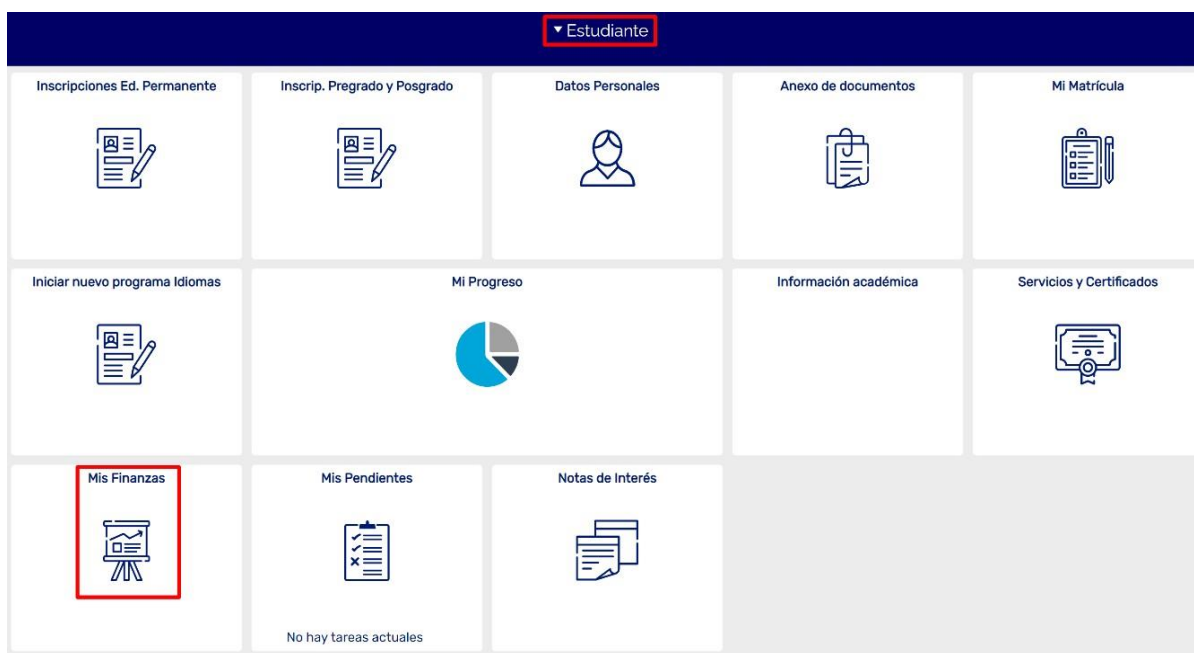 Estudiante
Inscripciones Ed. Permanente
Inscrip. Pregrado y Posgrado
Datos Personales
Anexo de documentos
Mi Matrícula
Iniciar nuevo programa Idiomas
Mi Progreso
Información académica
Servicios y Certificados
Mis Finanzas
Mis Pendientes
No hay tareas actuales
Notas de Interés